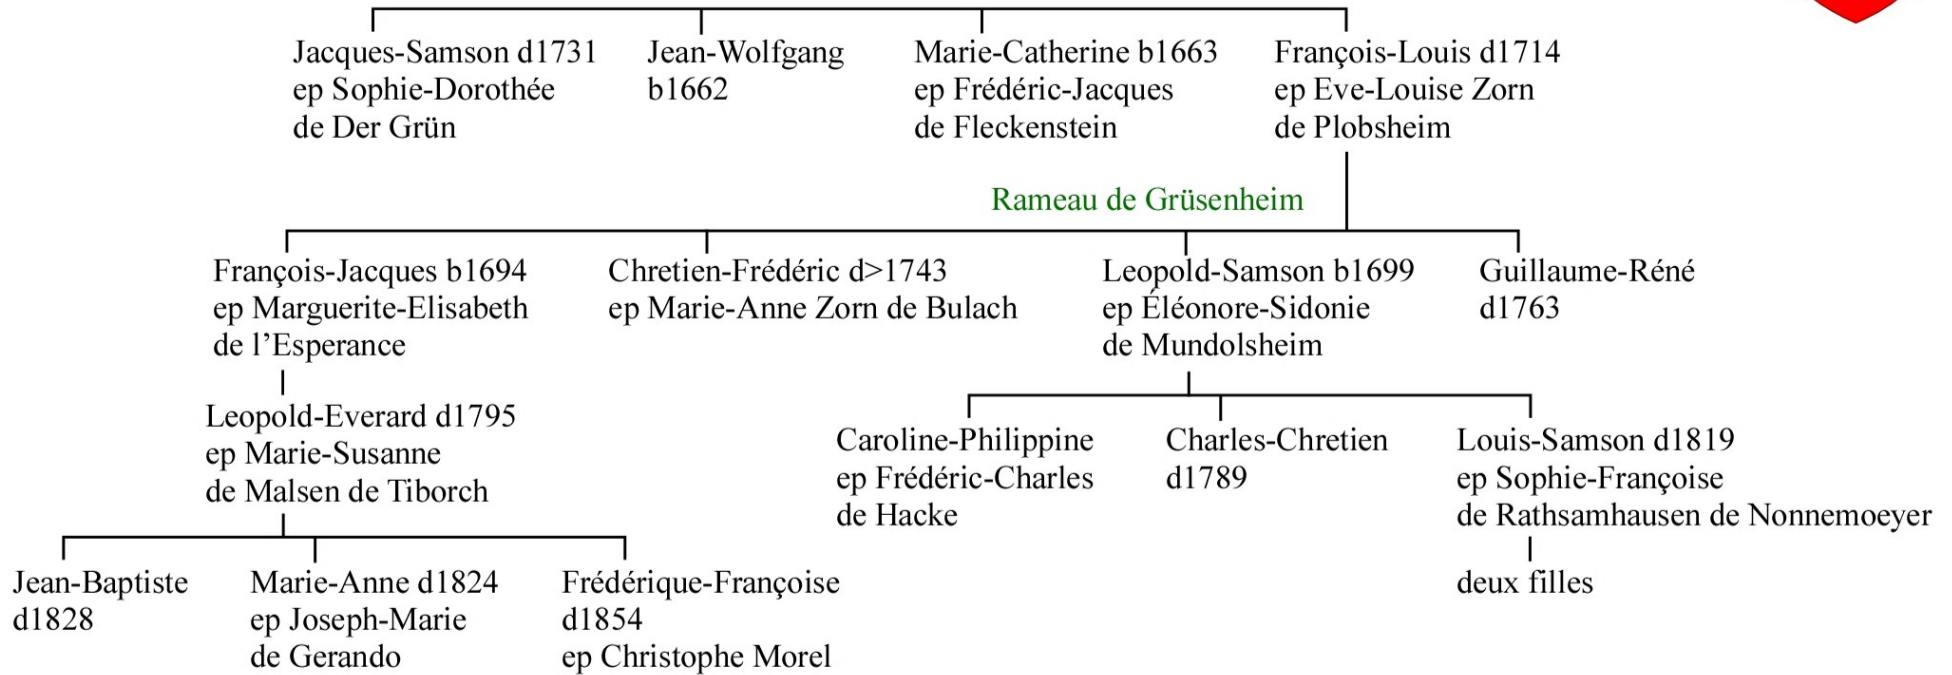 Jacques-Samson d1731
ep Sophie-Dorothée
de Der Grün
Jean-Wolfgang
b1662
Marie-Catherine b1663
ep Frédéric-Jacques
de Fleckenstein
François-Louis d1714
ep Eve-Louise Zorn
de Plobsheim
Rameau de Grüsenheim
François-Jacques b1694
ep Marguerite-Elisabeth
de l’Esperance
Chretien-Frédéric d>1743
ep Marie-Anne Zorn de Bulach
Leopold-Samson b1699
ep Éléonore-Sidonie
de Mundolsheim
Guillaume-Réné
d1763
Leopold-Everard d1795
ep Marie-Susanne
de Malsen de Tiborch
Caroline-Philippine
ep Frédéric-Charles
de Hacke
Charles-Chretien
d1789
Louis-Samson d1819
ep Sophie-Françoise
de Rathsamhausen de Nonnemoeyer
Jean-Baptiste
d1828
Marie-Anne d1824
ep Joseph-Marie
de Gerando
Frédérique-Françoise
d1854
ep Christophe Morel
deux filles